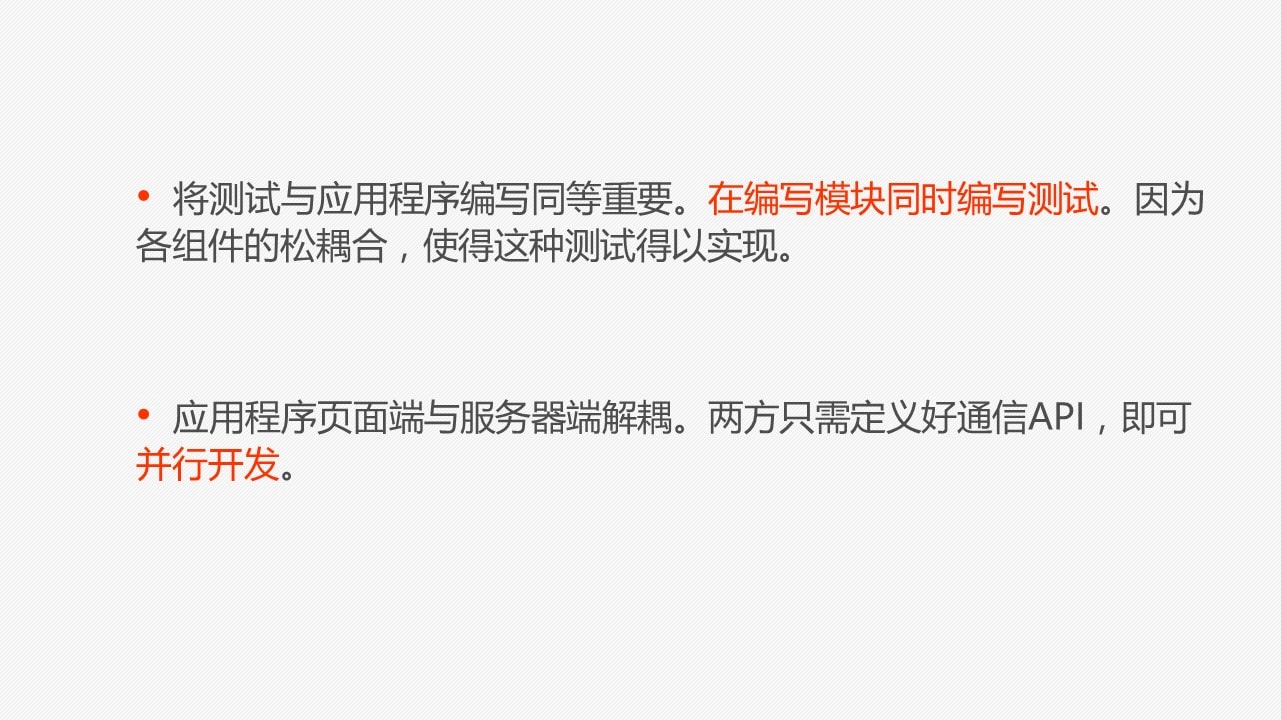 • 将测试与应用程序编写同等重要。在编写模块同时编写测试。因为
各组件的松耦合，使得这种测试得以实现。
• 应用程序页面端与服务器端解耦。两方只需定义好通信API，即可
并行开发。